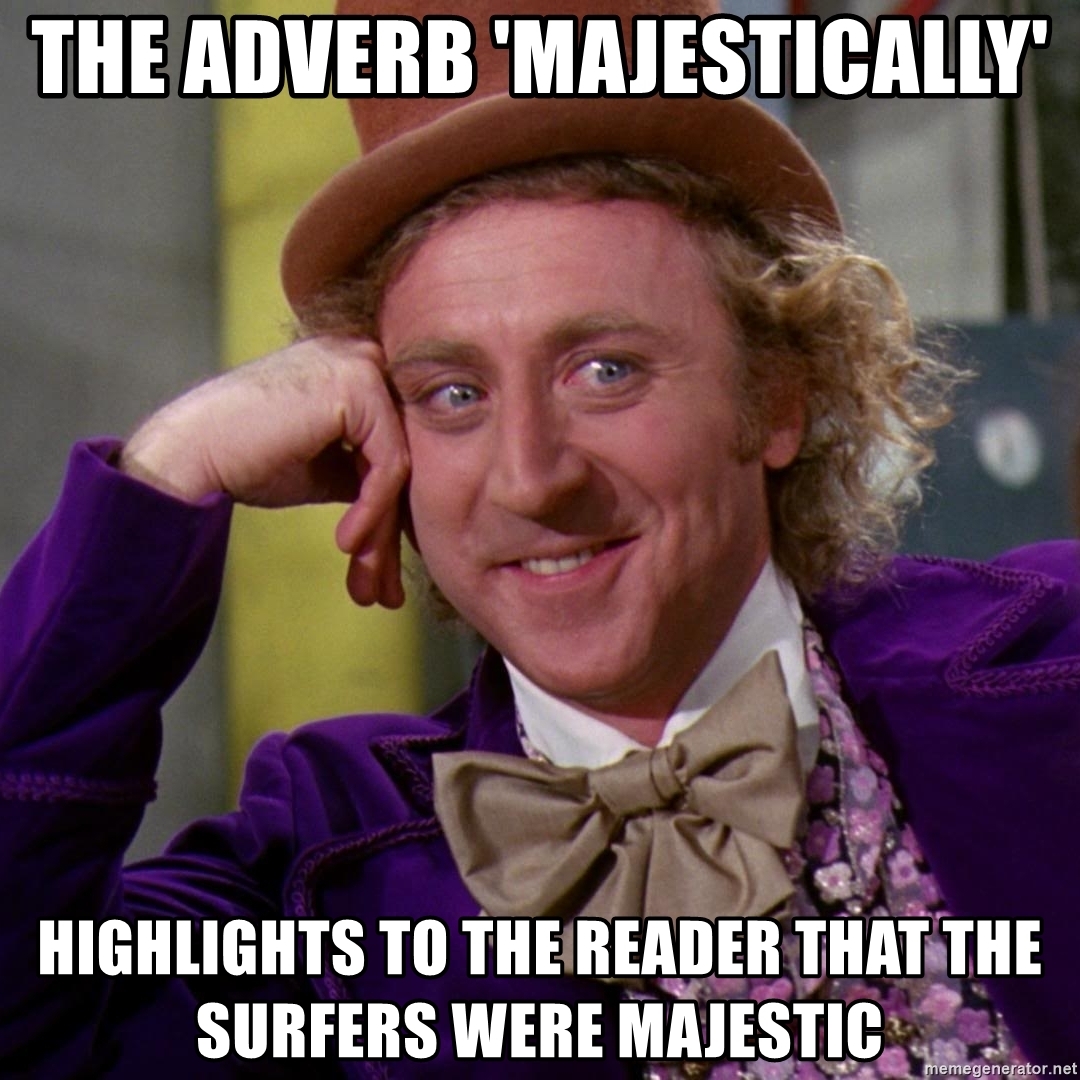 THE ADVERB 'MAJESTICALLY'
HIGHLIGHTS TO THE READER THAT THE
SURFERS WERE MAJESTIC
memegenerator.net